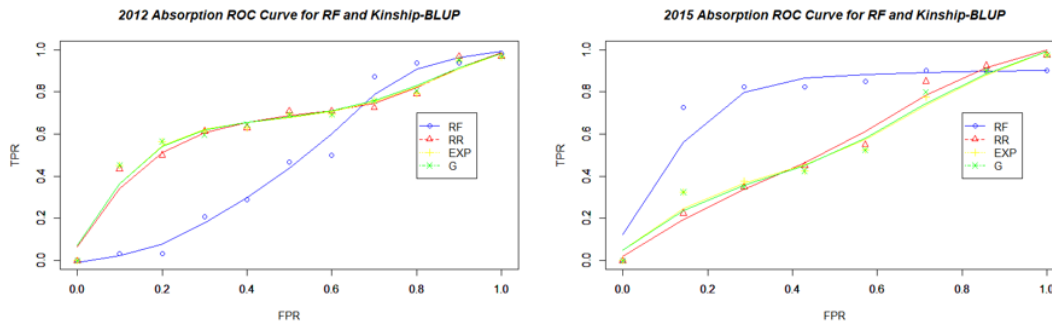 2012 Absorption ROC Curve for RF and Kinship-BLUP
TPR
1.0
0.8
0.6
0.4
0.2
0.0
RF
RR
EXP
G
0.0 0.2 0.4 0.6 0.8 1.0
FPR
2015 Absorption ROC Curve for RF and Kinship-BLUP
TPR
1.0
0.8
0.6
0.4
0.2
0.0
RF
RR
EXP
G
0.0 0.2 0.4 0.6 0.8 1.0
FPR